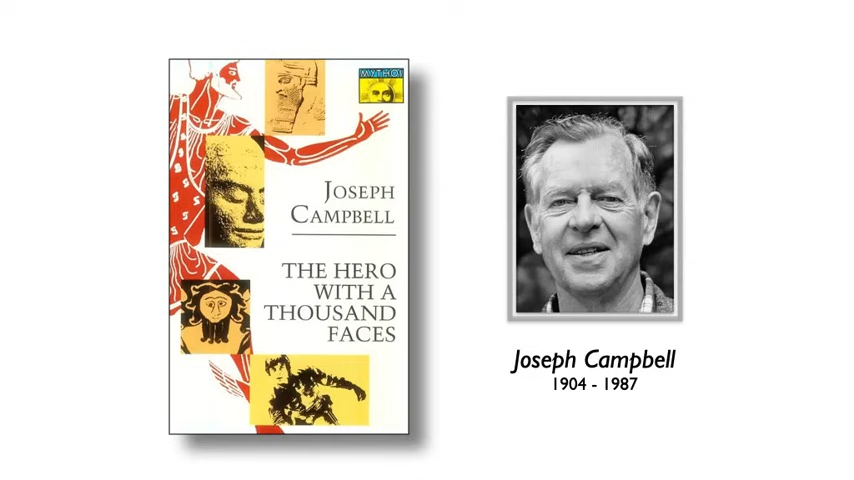 MYTHOS
JOSEPH
CAMPBELL
THE HERO
WITH A
THOUSAND
FACES
Joseph Campbell
1904 - 1987